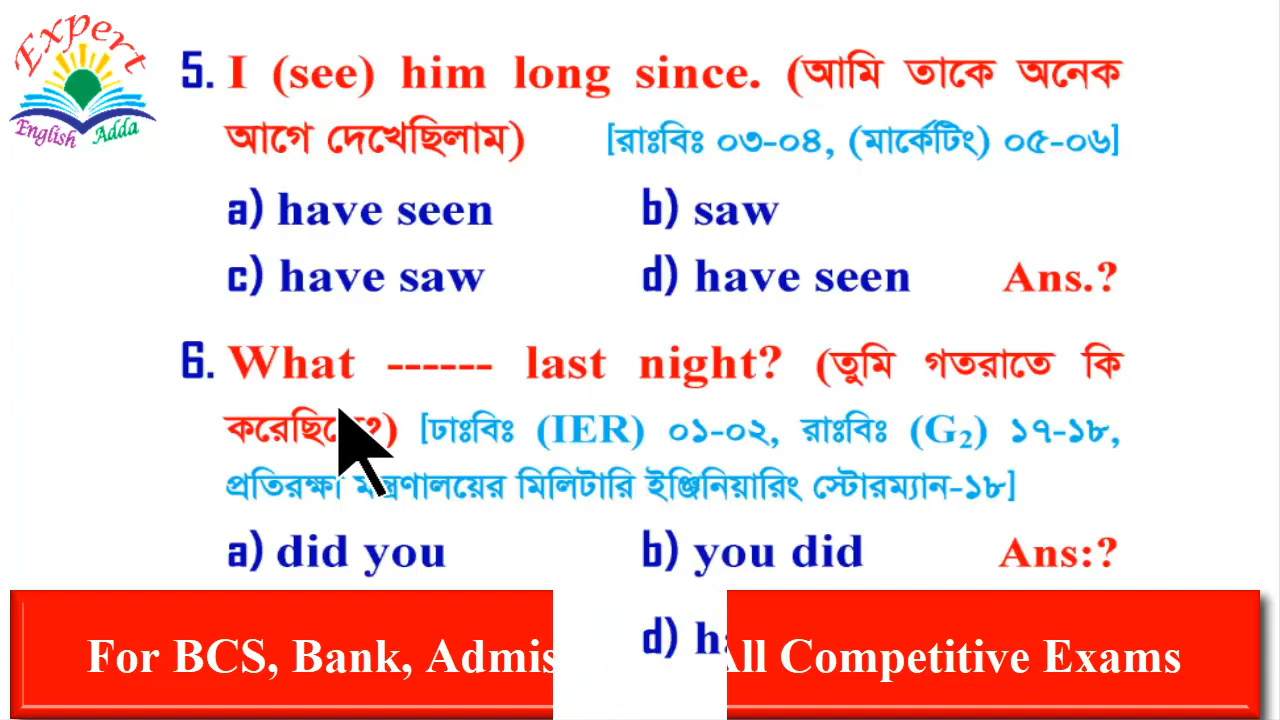 Expert
English Adda
5. I (see) him long since. (আমি তাকে অনেক
আগে দেখেছিলাম) [রাঃবিঃ ০৩-০৪, (মার্কেটিং) ০৫-০৬]
a) have seen b) saw
c) have saw d) have seen Ans.?
6. What ------ last night? (তুমি গতরাতে কি
[ঢাঃবিঃ (IER) ০১-০২, রাঃবিঃ (G₂) ১৭-১৮,
প্রতিরক্ষা মন্ত্রণালয়ের মিলিটারি ইঞ্জিনিয়ারিং স্টোরম্যান-১৮]
a) did you b) you did Ans:?
d)
For BCS, Bank, All Competitive Exams